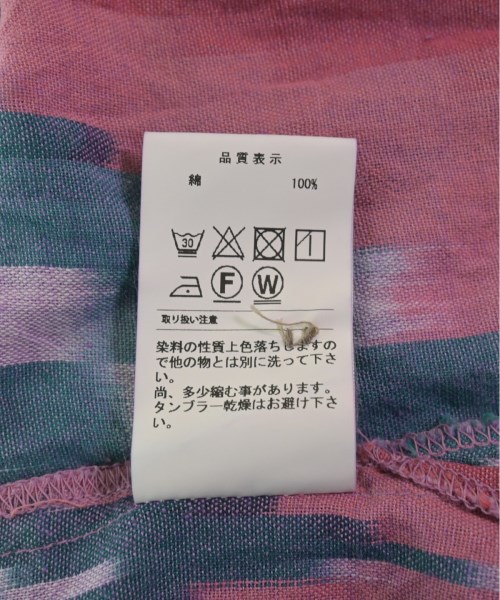 品質表示
綿 100%
30
F W
取り扱い注意
染料の性質上色落ちしますので他の物とは別に洗って下さい。
尚、多少縮む事があります。
タンブラー乾燥はお避け下さい。